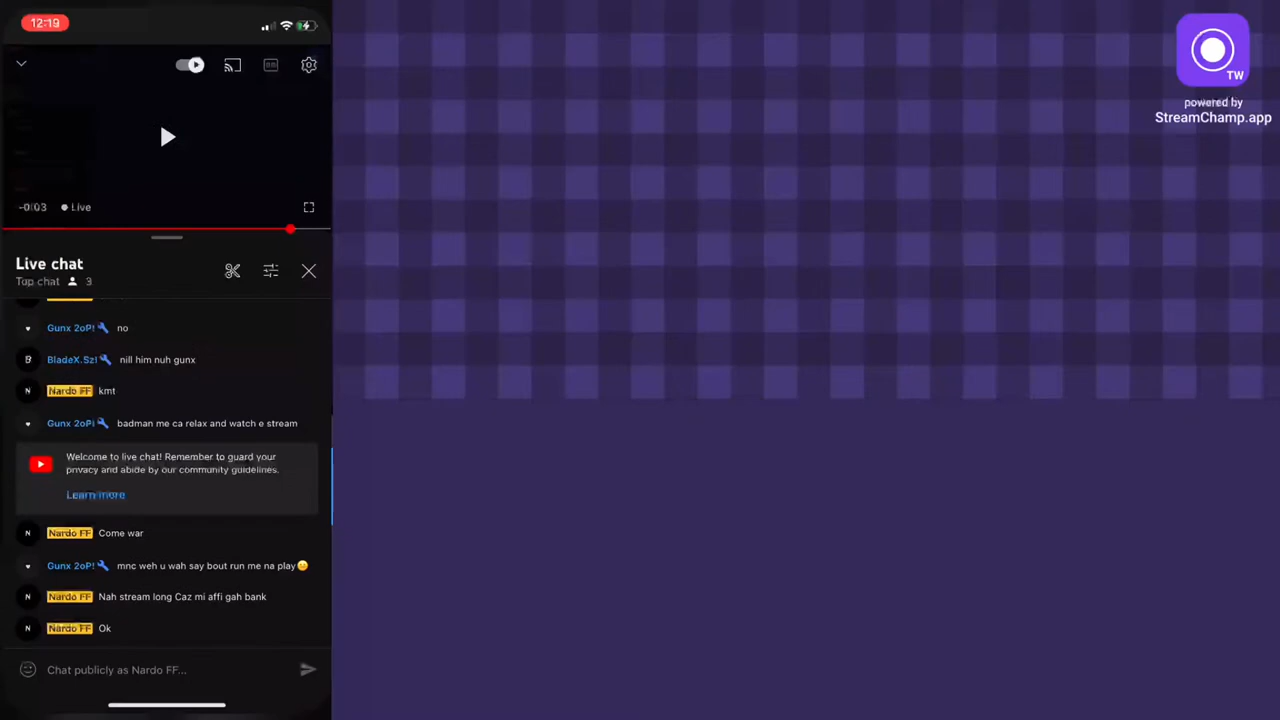 12:19
-0:03 Live
Live chat
Top chat 3
Gunx 2oP! no
BladeX.Sz! nill him nuh gunx
Nardo FF kmt
Gunx 2oP! badman me ca relax and watch e stream
Welcome to live chat! Remember to guard your
privacy and abide by our community guidelines.
Learn more
Nardo FF Come war
Gunx 2oP! mnc weh u wah say bout run me na play
Nardo FF Nah stream long Caz mi affi gah bank
Nardo FF Ok
Chat publicly as Nardo FF...
TW
powered by
StreamChamp.app